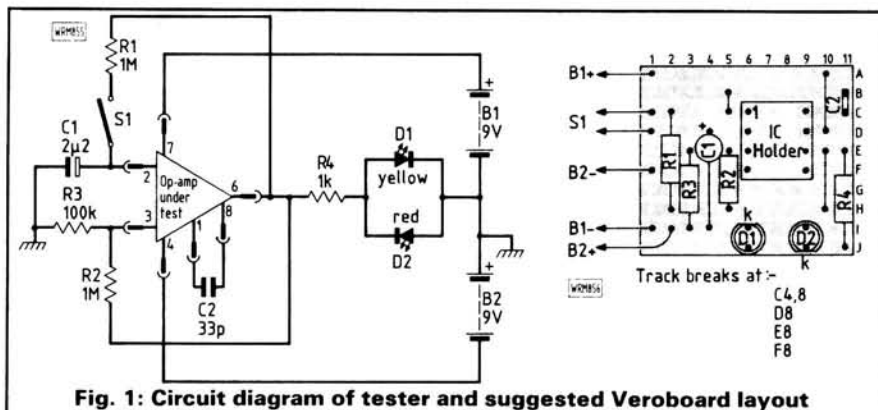 WRM855
R1
1M
S1
C1
2µ2
R3
100k
R2
1M
7
2
3
4
6
8
1
Op-amp
under
test
C2
33p
R4
1k
D1
yellow
red
D2
+
B1
9V
+
B2
9V
1 2 3 4 5 6 7 8 9 10 11
A
B
C
D
E
F
G
H
I
J
B1+
S1
B2-
B1-
B2+
R1
R3
C1
+
R2
1
IC
Holder
C2
R4
k
D1
D2
k
WRM856
Track breaks at:-
C4,8
D8
E8
F8
Fig. 1: Circuit diagram of tester and suggested Veroboard layout